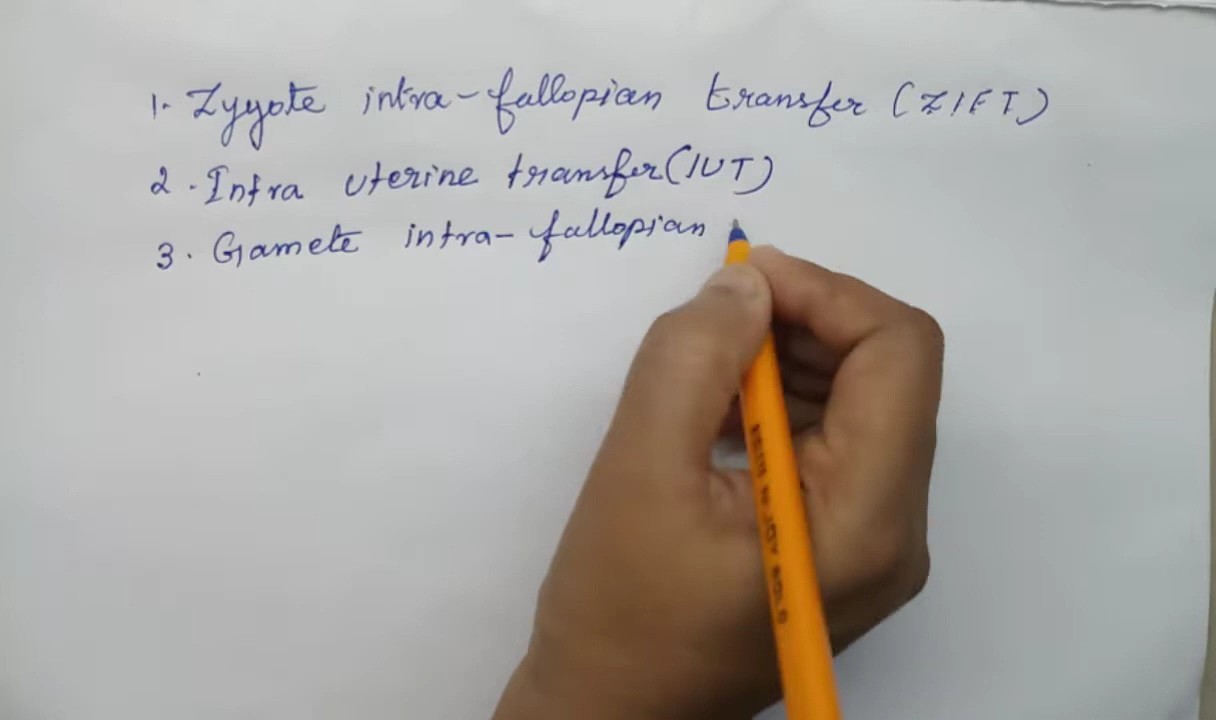 1. Zygote intra-fallopian transfer (ZIFT)
2. Intra uterine transfer (IUT)
3. Gamete intra-fallopian